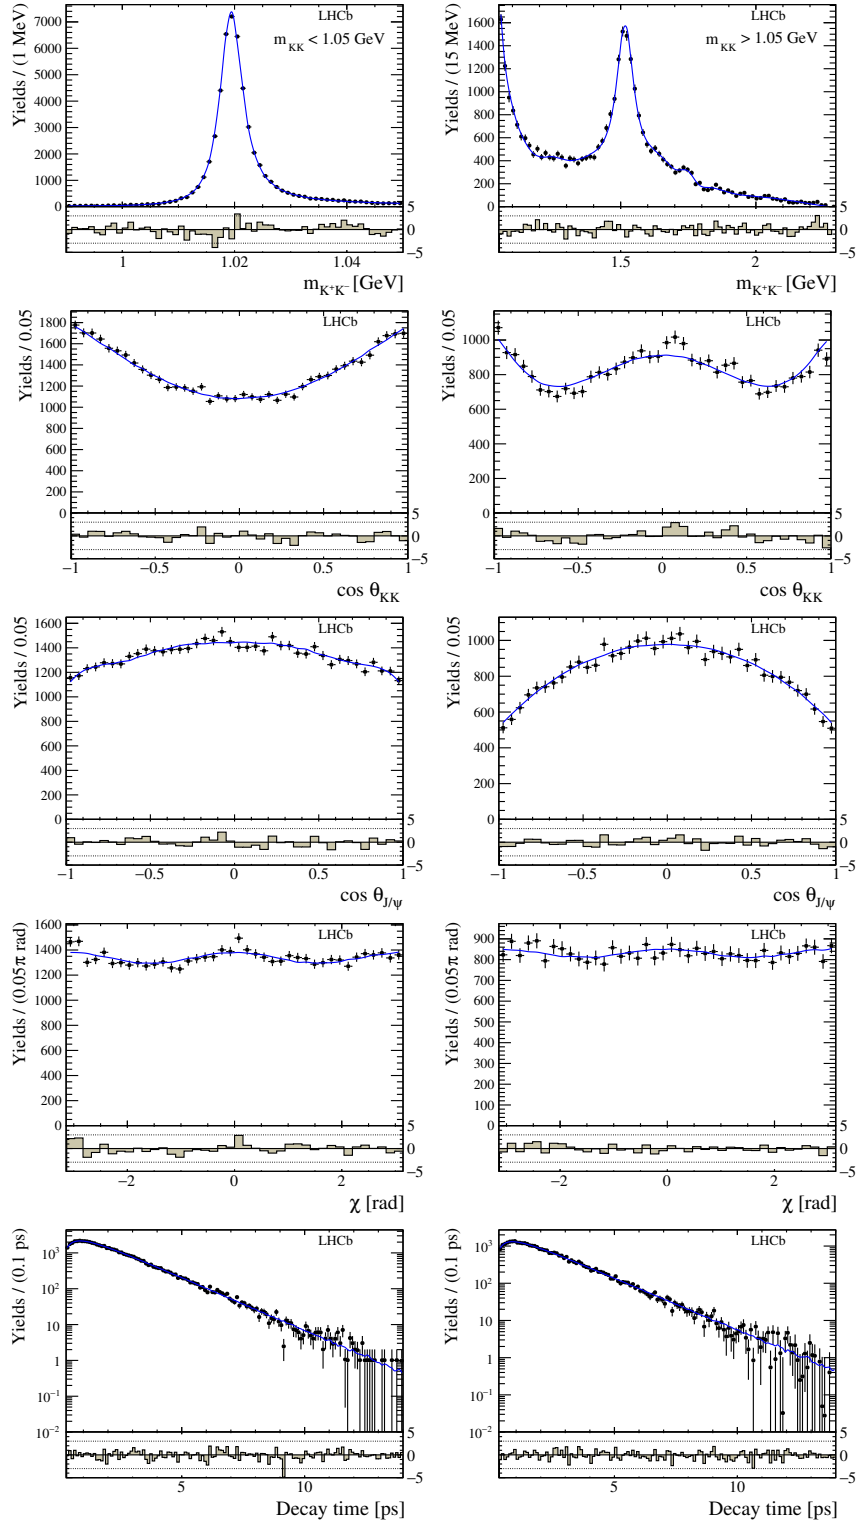 LHCb
m_KK < 1.05 GeV
Yields / (1 MeV)
7000
6000
5000
4000
3000
2000
1000
0
5
0
−5
1 1.02 1.04
m_K⁺K⁻ [GeV]
LHCb
m_KK > 1.05 GeV
Yields / (15 MeV)
1600
1400
1200
1000
800
600
400
200
0
5
0
−5
1.5 2
m_K⁺K⁻ [GeV]
LHCb
Yields / 0.05
1800
1600
1400
1200
1000
800
600
400
200
0
5
0
−5
−1 −0.5 0 0.5 1
cos θ_KK
LHCb
Yields / 0.05
1000
800
600
400
200
0
5
0
−5
−1 −0.5 0 0.5 1
cos θ_KK
LHCb
Yields / 0.05
1600
1400
1200
1000
800
600
400
200
0
5
0
−5
−1 −0.5 0 0.5 1
cos θ_J/ψ
LHCb
Yields / 0.05
1000
800
600
400
200
0
5
0
−5
−1 −0.5 0 0.5 1
cos θ_J/ψ
LHCb
Yields / (0.05π rad)
1600
1400
1200
1000
800
600
400
200
0
5
0
−5
−2 0 2
χ [rad]
LHCb
Yields / (0.05π rad)
900
800
700
600
500
400
300
200
100
0
5
0
−5
−2 0 2
χ [rad]
LHCb
Yields / (0.1 ps)
10³
10²
10
1
10⁻¹
10⁻²
5
0
−5
5 10
Decay time [ps]
LHCb
Yields / (0.1 ps)
10³
10²
10
1
10⁻¹
10⁻²
5
0
−5
5 10
Decay time [ps]